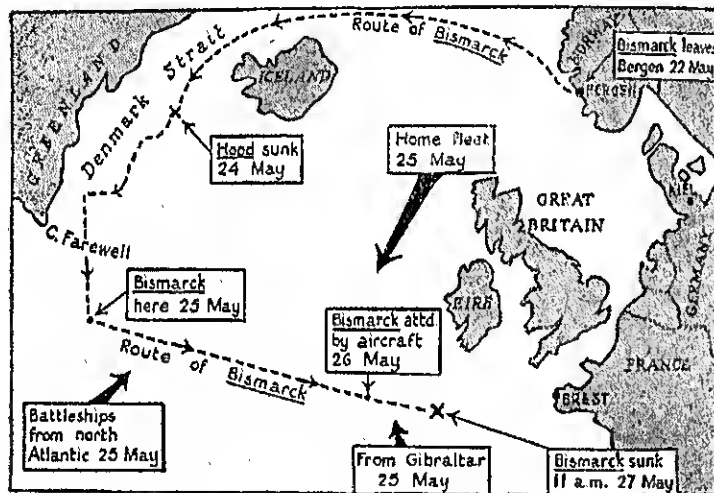 GREENLAND
Denmark Strait
Route of Bismarck
ICELAND
NORWAY
Bismarck leaves
Bergen 22 May
BERGEN
Hood sunk
24 May
Home fleet
25 May
GREAT
BRITAIN
KIEL
GERMANY
C. Farewell
EIRE
Bismarck
here 25 May
Bismarck attd.
by aircraft
26 May
Route of Bismarck
FRANCE
BREST
Battleships
from north
Atlantic 25 May
From Gibraltar
25 May
Bismarck sunk
11 a.m. 27 May